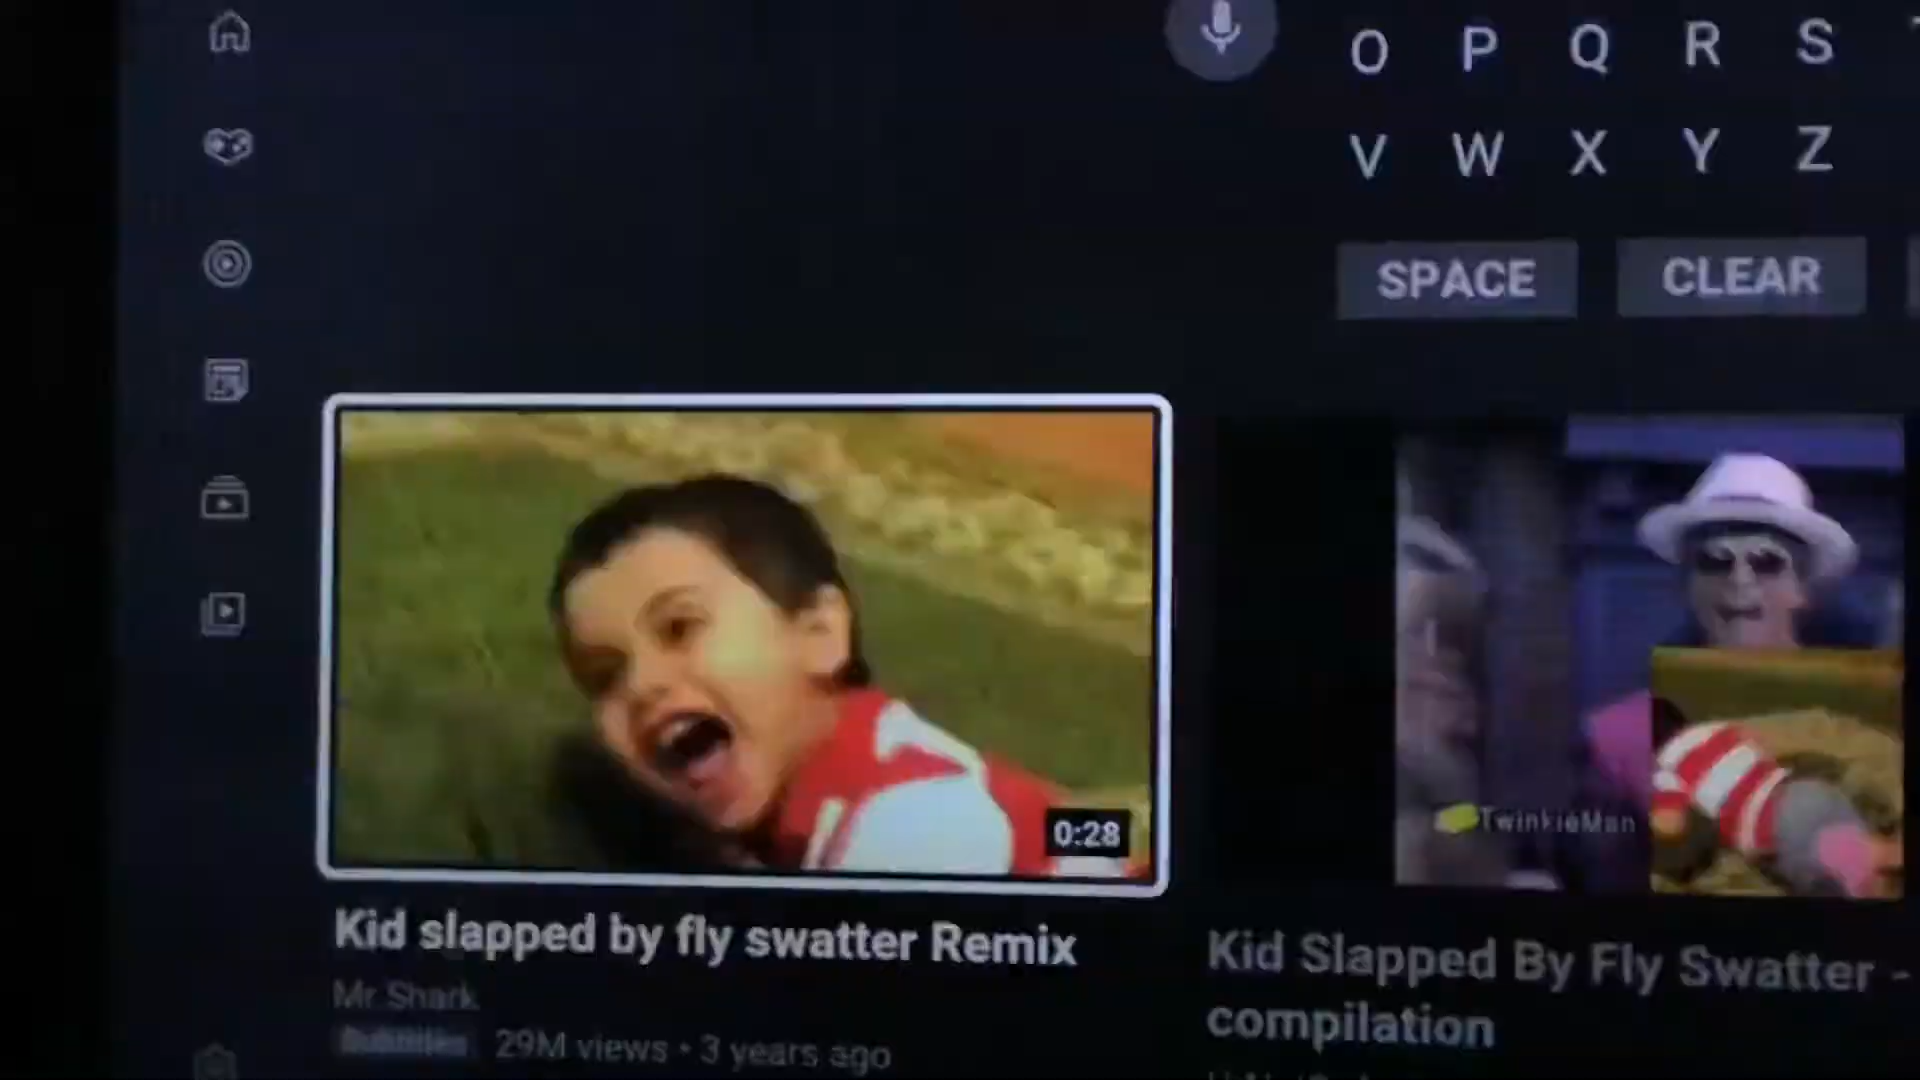 O P Q R S
V W X Y Z
SPACE CLEAR
0:28
TwinkieMan
Kid slapped by fly swatter Remix
Mr Shark
Subtitles 29M views • 3 years ago
Kid Slapped By Fly Swatter -
compilation